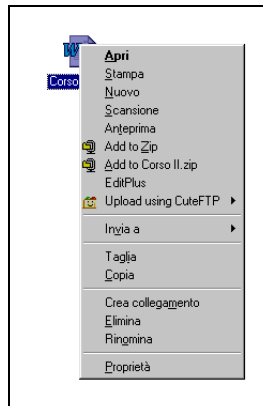 Corso
Apri
Stampa
Nuovo
Scansione
Anteprima
Add to Zip
Add to Corso II.zip
EditPlus
Upload using CuteFTP
Invia a
Taglia
Copia
Crea collegamento
Elimina
Rinomina
Proprietà